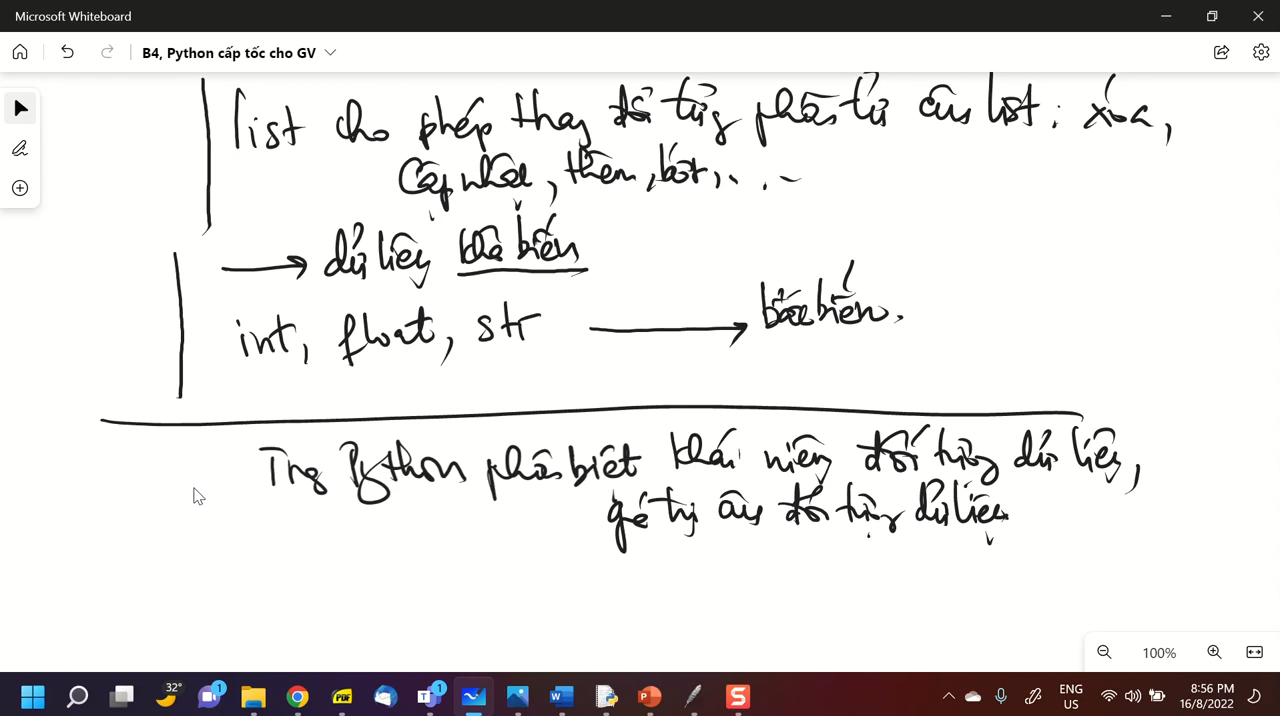 Microsoft Whiteboard
B4, Python cấp tốc cho GV
list cho phép thay đổi từng phần tử của list: xóa,
Cập nhật, thêm, bớt, . . .
→ dữ liệu khả biến
int, float, str → bất biến.
Trg Python phân biệt khái niệm đối tượng dữ liệu,
giá trị của đối tượng dữ liệu
100%
32°
1
1
ENG
US
8:56 PM
16/8/2022